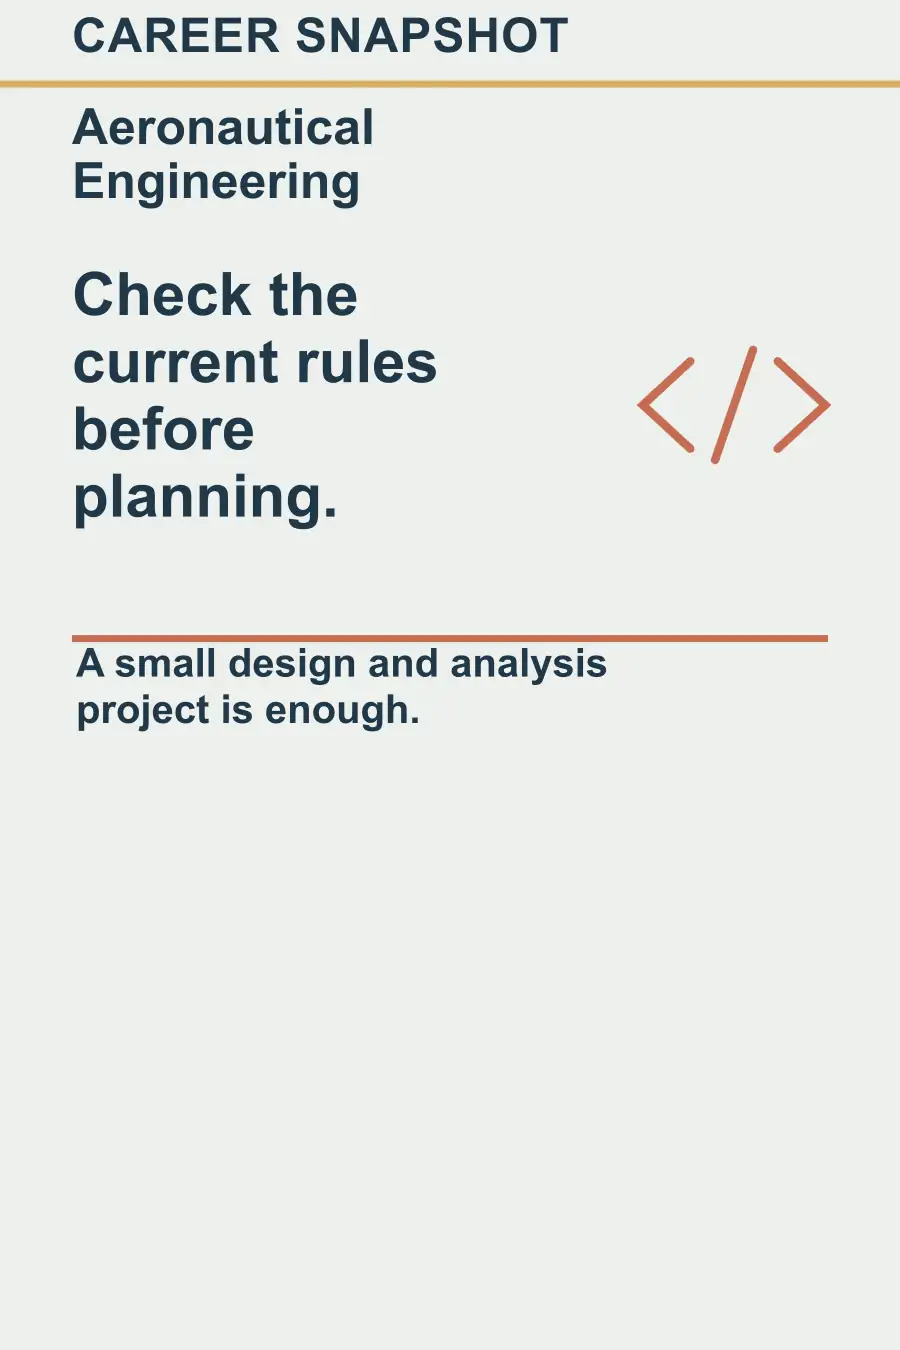 CAREER SNAPSHOT
Aeronautical
Engineering
Check the
current rules
before
planning.
A small design and analysis
project is enough.